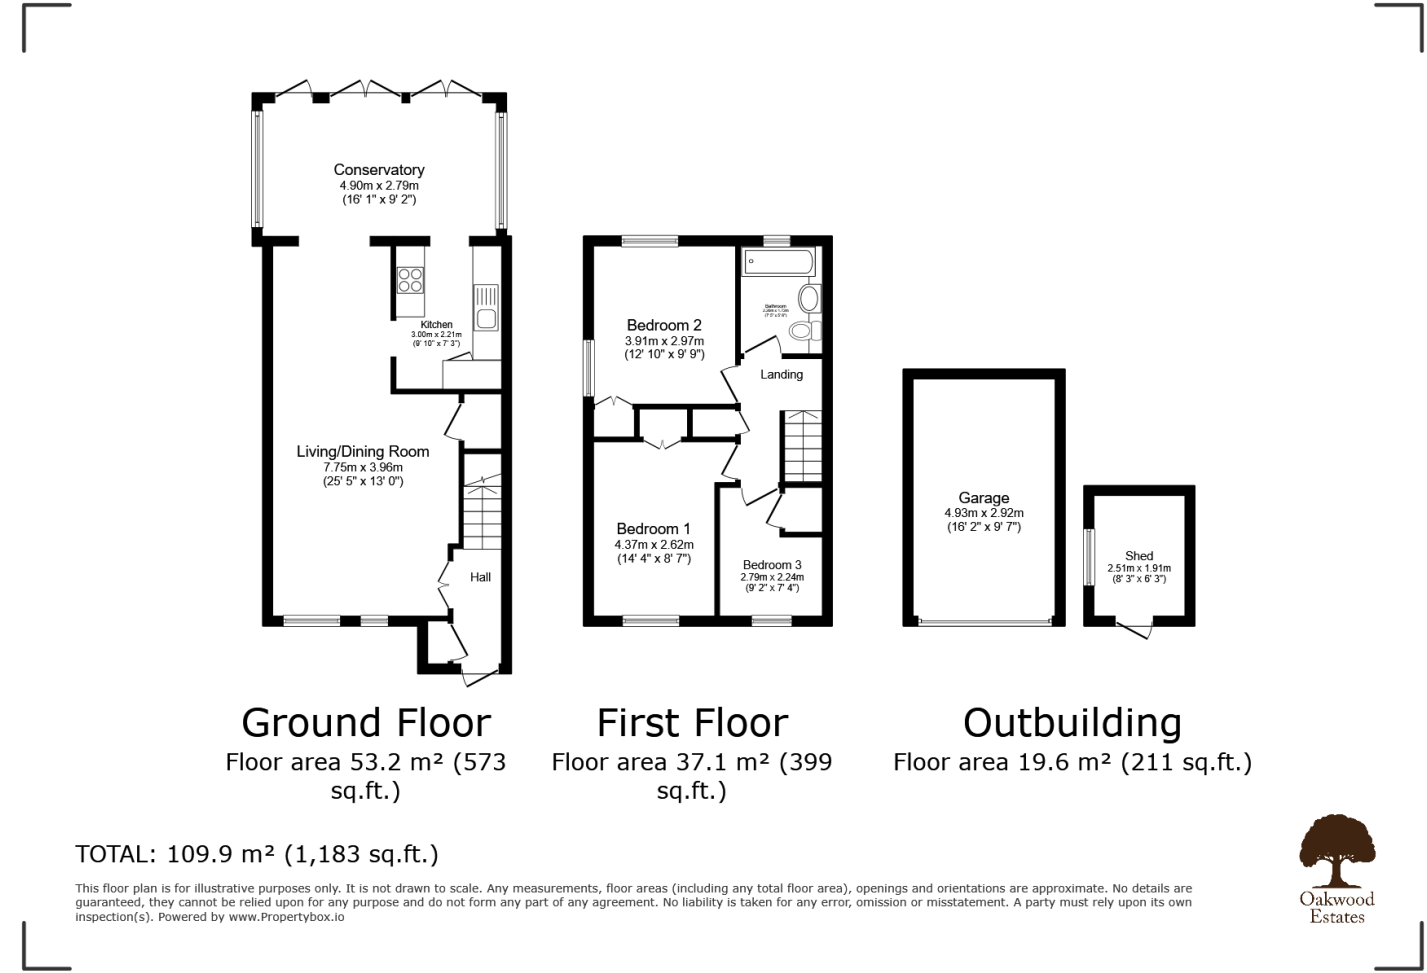 Conservatory
4.90m x 2.79m
(16' 1" x 9' 2")
Kitchen
3.00m x 2.21m
(9' 10" x 7' 3")
Living/Dining Room
7.75m x 3.96m
(25' 5" x 13' 0")
Hall
Bedroom 2
3.91m x 2.97m
(12' 10" x 9' 9")
Bathroom
Landing
Bedroom 1
4.37m x 2.62m
(14' 4" x 8' 7")
Bedroom 3
2.79m x 2.24m
(9' 2" x 7' 4")
Garage
4.93m x 2.92m
(16' 2" x 9' 7")
Shed
2.51m x 1.91m
(8' 3" x 6' 3")
Ground Floor
Floor area 53.2 m² (573
sq.ft.)
First Floor
Floor area 37.1 m² (399
sq.ft.)
Outbuilding
Floor area 19.6 m² (211 sq.ft.)
TOTAL: 109.9 m² (1,183 sq.ft.)
This floor plan is for illustrative purposes only. It is not drawn to scale. Any measurements, floor areas (including any total floor area), openings and orientations are approximate. No details are
guaranteed, they cannot be relied upon for any purpose and do not form any part of any agreement. No liability is taken for any error, omission or misstatement. A party must rely upon its own
inspection(s). Powered by www.Propertybox.io
Oakwood
Estates